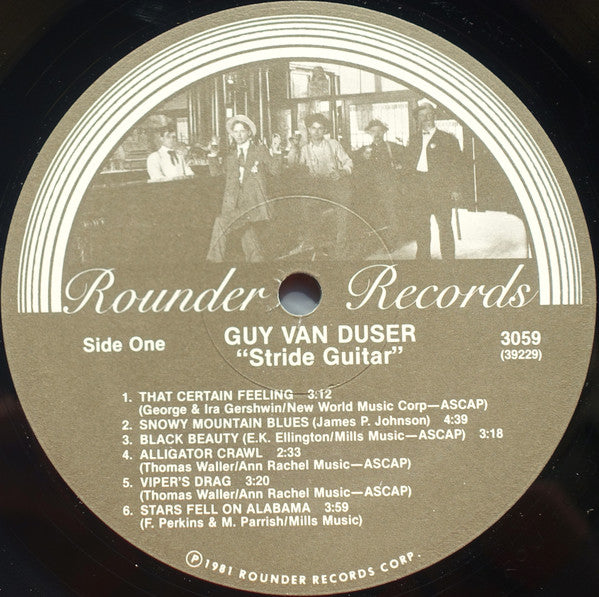 Rounder Records
Side One
GUY VAN DUSER
"Stride Guitar"
3059
(39229)
1. THAT CERTAIN FEELING 3:12
(George & Ira Gershwin/New World Music Corp—ASCAP)
2. SNOWY MOUNTAIN BLUES (James P. Johnson) 4:39
3. BLACK BEAUTY (E.K. Ellington/Mills Music—ASCAP) 3:18
4. ALLIGATOR CRAWL 2:33
(Thomas Waller/Ann Rachel Music—ASCAP)
5. VIPER'S DRAG 3:20
(Thomas Waller/Ann Rachel Music—ASCAP)
6. STARS FELL ON ALABAMA 3:59
(F. Perkins & M. Parrish/Mills Music)
Ⓟ1981 ROUNDER RECORDS CORP.